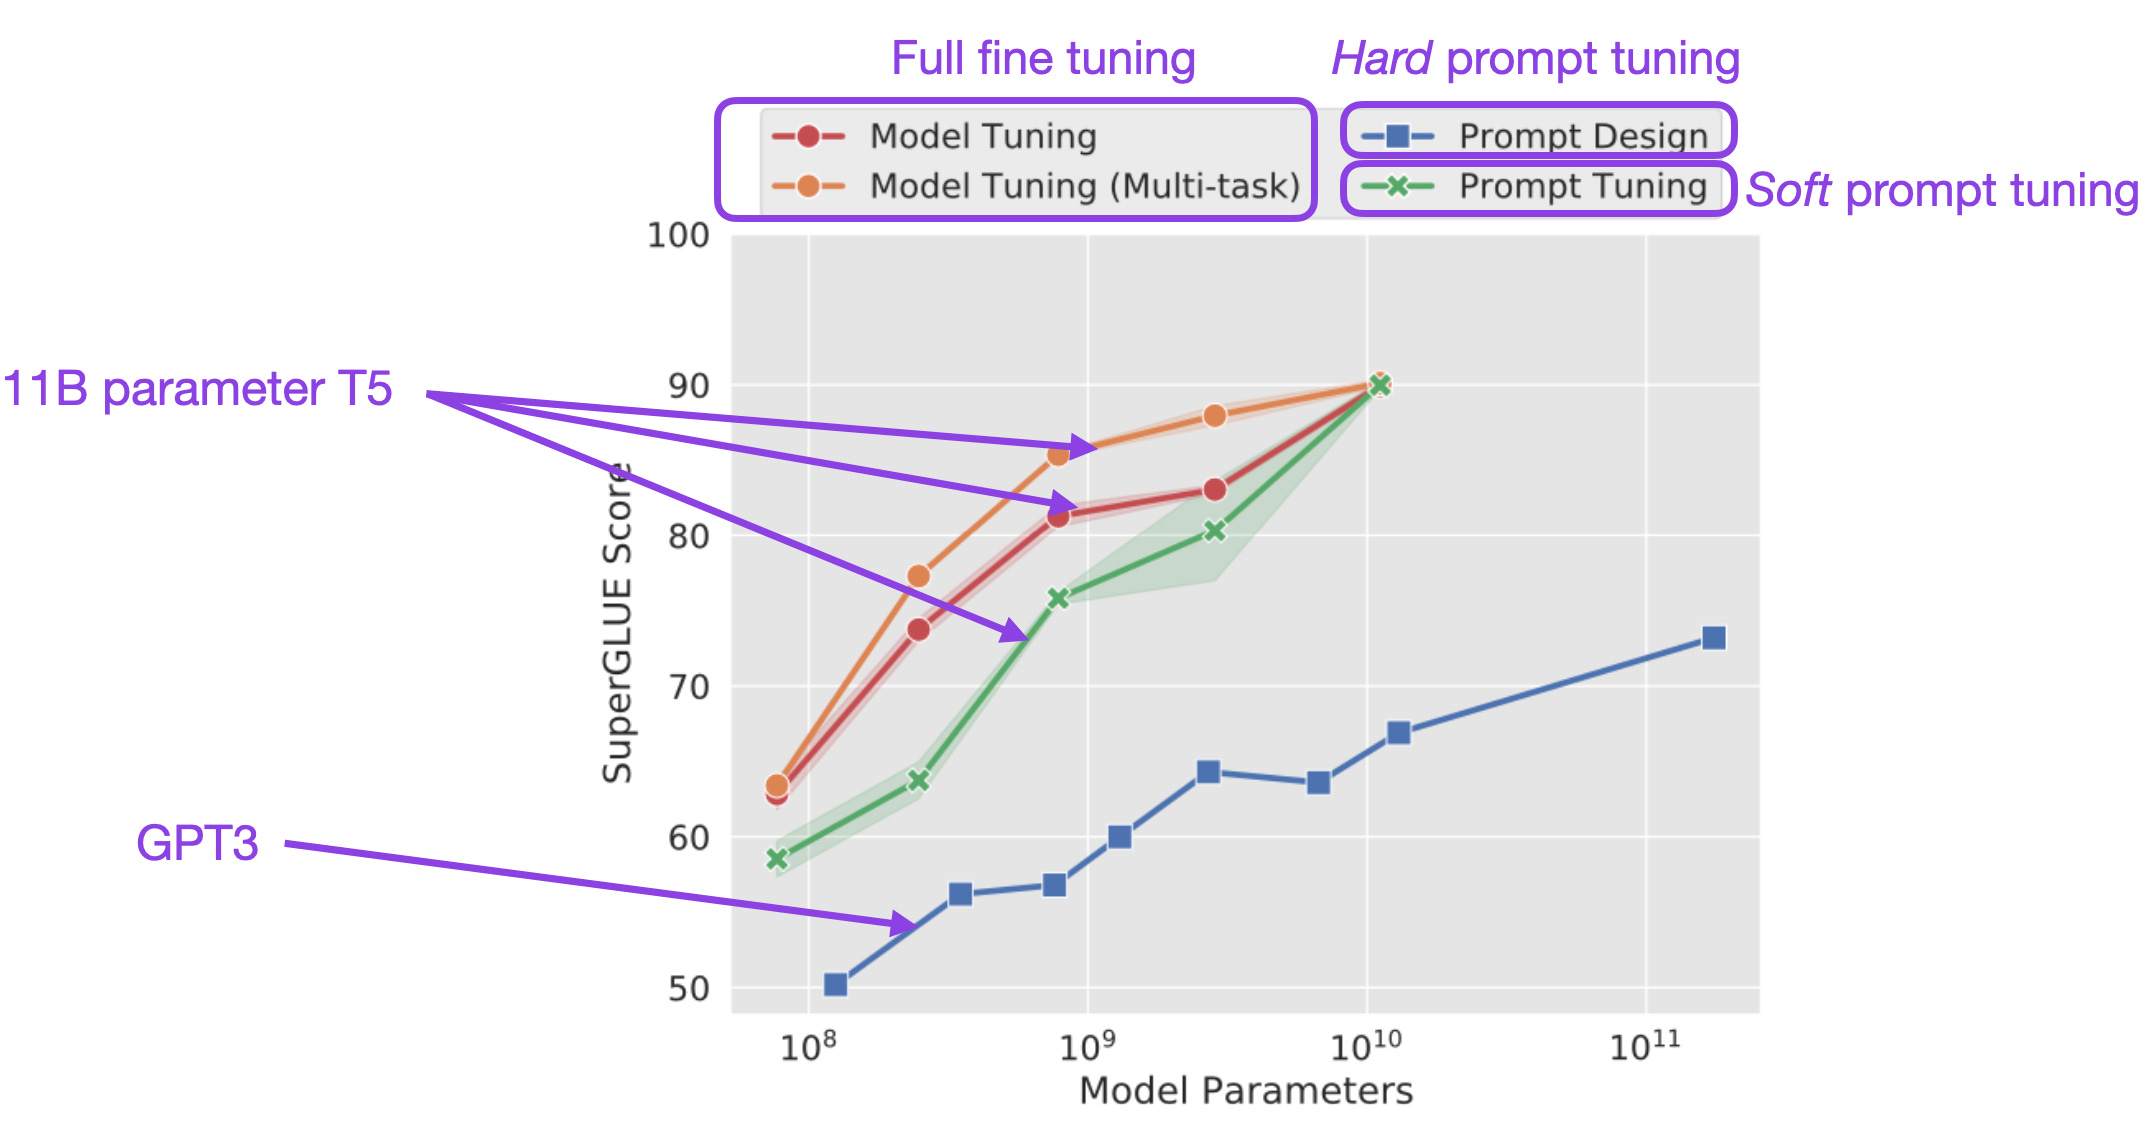 Full fine tuning
Hard prompt tuning
Model Tuning
Prompt Design
Model Tuning (Multi-task)
Prompt Tuning
Soft prompt tuning
100
90
11B parameter T5
80
SuperGLUE Score
70
60
GPT3
50
10⁸
10⁹
10¹⁰
10¹¹
Model Parameters